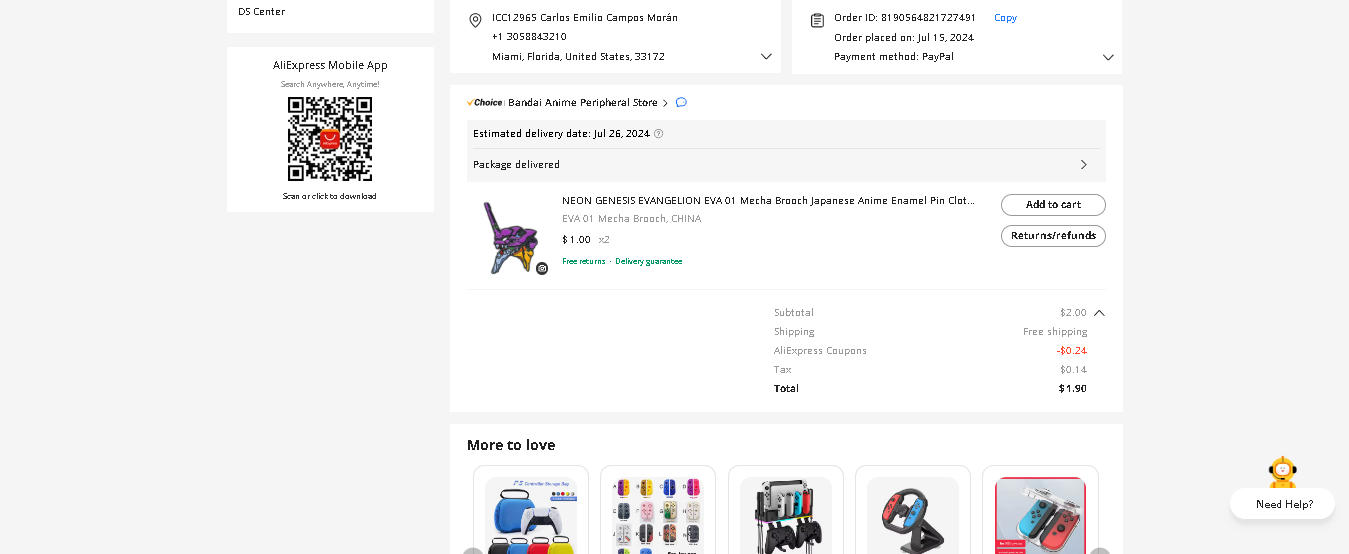 DS Center
AliExpress Mobile App
Search Anywhere, Anytime!
Scan or click to download
ICC12965 Carlos Emilio Campos Morán
+1 3058843210
Miami, Florida, United States, 33172
Order ID: 8190564821727491 Copy
Order placed on: Jul 15, 2024
Payment method: PayPal
Choice Bandai Anime Peripheral Store
Estimated delivery date: Jul 26, 2024
Package delivered
NEON GENESIS EVANGELION EVA 01 Mecha Brooch Japanese Anime Enamel Pin Clot...
EVA 01 Mecha Brooch, CHINA
$1.00 x2
Free returns · Delivery guarantee
Add to cart
Returns/refunds
Subtotal $2.00
Shipping Free shipping
AliExpress Coupons -$0.24
Tax $0.14
Total $1.90
More to love
Controller Storage Bag
Need Help?